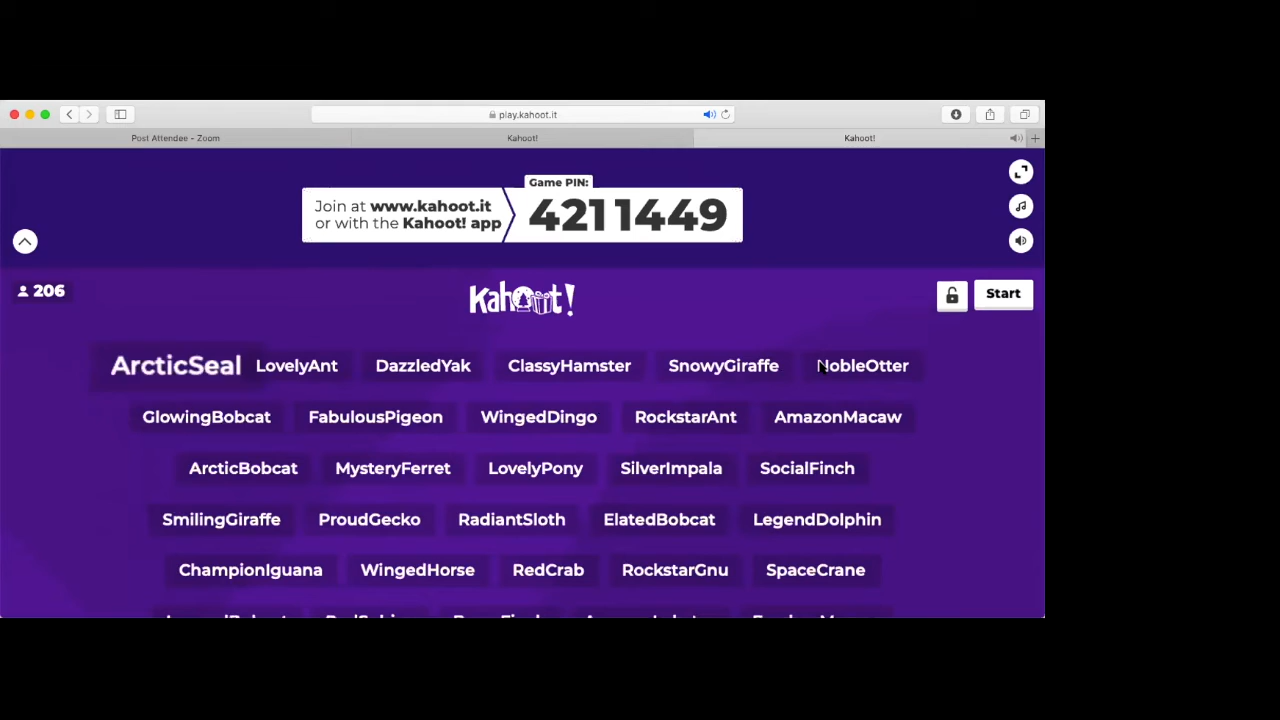 play.kahoot.it
Post Attendee - Zoom
Kahoot!
Kahoot!
Game PIN:
Join at www.kahoot.it
or with the Kahoot! app
4211449
206
Kahoot!
Start
ArcticSeal LovelyAnt DazzledYak ClassyHamster SnowyGiraffe NobleOtter
GlowingBobcat FabulousPigeon WingedDingo RockstarAnt AmazonMacaw
ArcticBobcat MysteryFerret LovelyPony SilverImpala SocialFinch
SmilingGiraffe ProudGecko RadiantSloth ElatedBobcat LegendDolphin
ChampionIguana WingedHorse RedCrab RockstarGnu SpaceCrane